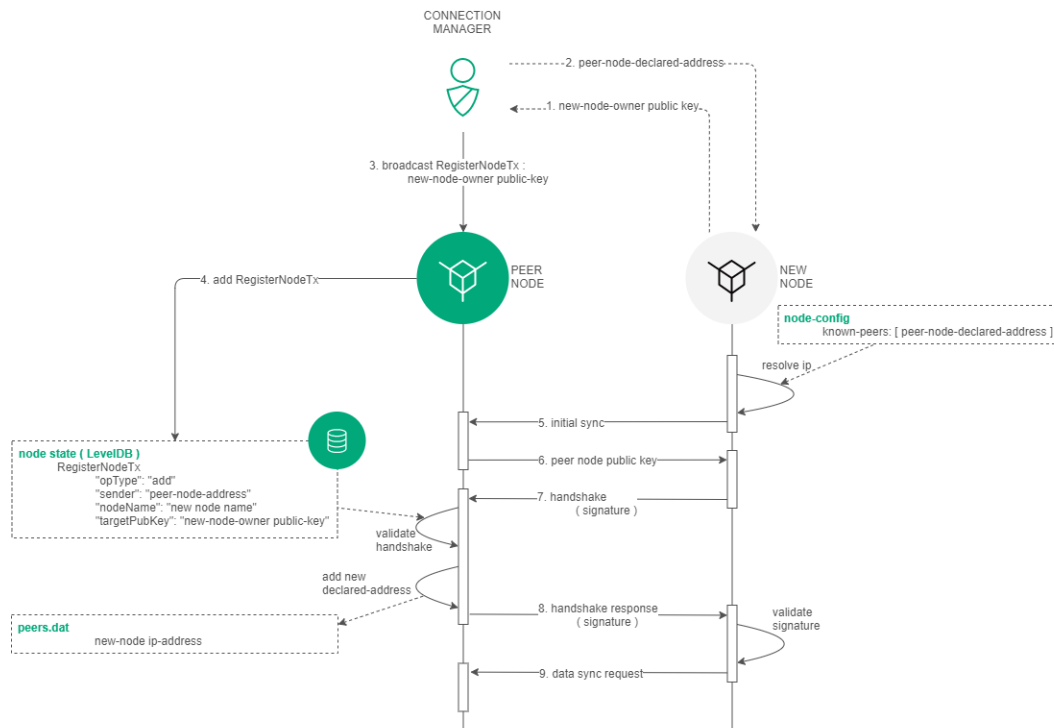 CONNECTION
MANAGER
2. peer-node-declared-address
1. new-node-owner public key
3. broadcast RegisterNodeTx :
new-node-owner public-key
PEER
NODE
NEW
NODE
4. add RegisterNodeTx
node-config
known-peers: [ peer-node-declared-address ]
resolve ip
5. initial sync
node state ( LevelDB )
RegisterNodeTx
"opType": "add"
"sender": "peer-node-address"
"nodeName": "new node name"
"targetPubKey": "new-node-owner public-key"
6. peer node public key
7. handshake
( signature )
validate
handshake
add new
declared-address
8. handshake response
( signature )
validate
signature
peers.dat
new-node ip-address
9. data sync request